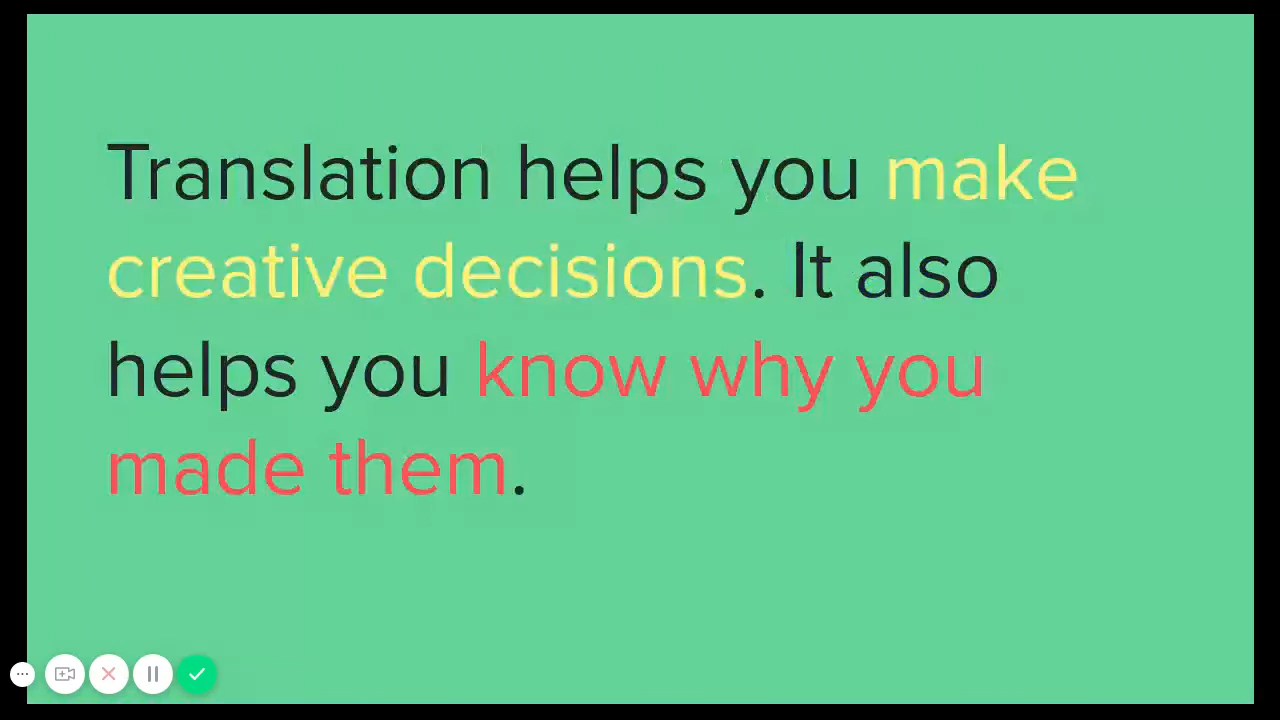 Translation helps you make
creative decisions. It also
helps you know why you
made them.